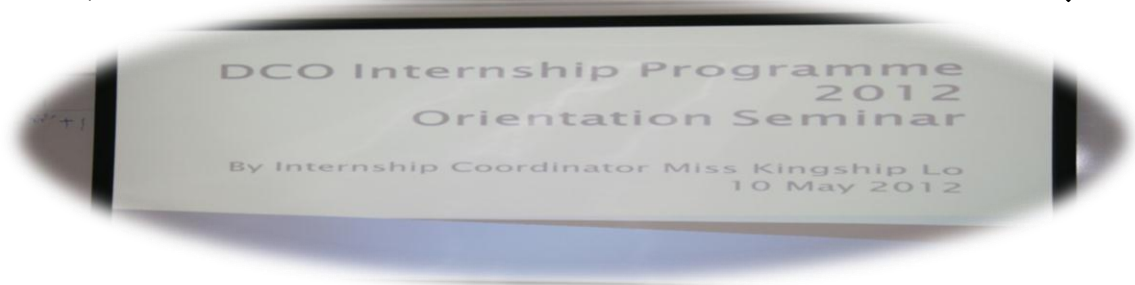 DCO Internship Programme
2012
Orientation Seminar
By Internship Coordinator Miss Kingship Lo
10 May 2012